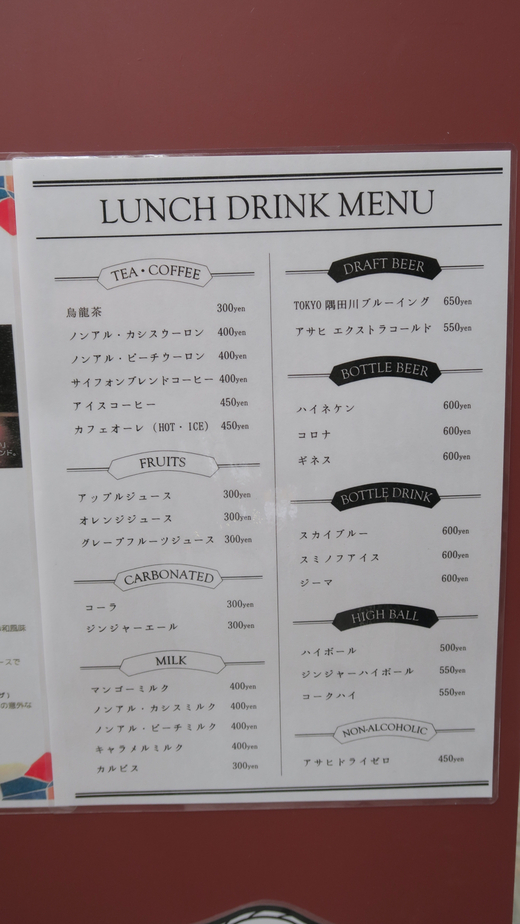 LUNCH DRINK MENU
TEA・COFFEE
烏龍茶 300yen
ノンアル・カシスウーロン 400yen
ノンアル・ピーチウーロン 400yen
サイフォンブレンドコーヒー 400yen
アイスコーヒー 450yen
カフェオーレ (HOT・ICE) 450yen
FRUITS
アップルジュース 300yen
オレンジジュース 300yen
グレープフルーツジュース 300yen
CARBONATED
コーラ 300yen
ジンジャーエール 300yen
MILK
マンゴーミルク 400yen
ノンアル・カシスミルク 400yen
ノンアル・ピーチミルク 400yen
キャラメルミルク 400yen
カルピス 300yen
DRAFT BEER
TOKYO 隅田川ブルーイング 650yen
アサヒ エクストラコールド 550yen
BOTTLE BEER
ハイネケン 600yen
コロナ 600yen
ギネス 600yen
BOTTLE DRINK
スカイブルー 600yen
スミノフアイス 600yen
ジーマ 600yen
HIGH BALL
ハイボール 500yen
ジンジャーハイボール 550yen
コークハイ 550yen
NON-ALCOHOLIC
アサヒドライゼロ 450yen